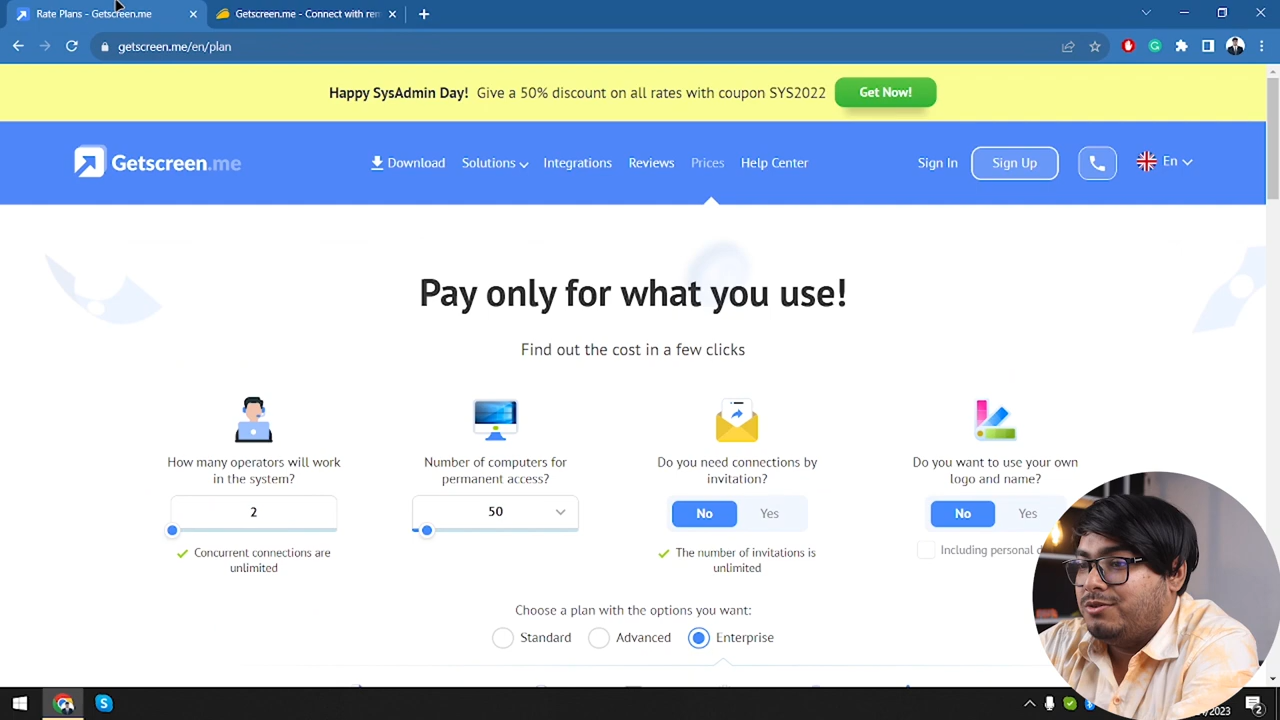 Rate Plans - Getscreen.me
Getscreen.me - Connect with rem
getscreen.me/en/plan
Happy SysAdmin Day! Give a 50% discount on all rates with coupon SYS2022
Get Now!
Getscreen.me
Download
Solutions
Integrations
Reviews
Prices
Help Center
Sign In
Sign Up
En
Pay only for what you use!
Find out the cost in a few clicks
How many operators will work
in the system?
2
Concurrent connections are
unlimited
Number of computers for
permanent access?
50
Do you need connections by
invitation?
No Yes
The number of invitations is
unlimited
Do you want to use your own
logo and name?
No Yes
Including personal
Choose a plan with the options you want:
Standard Advanced Enterprise
2